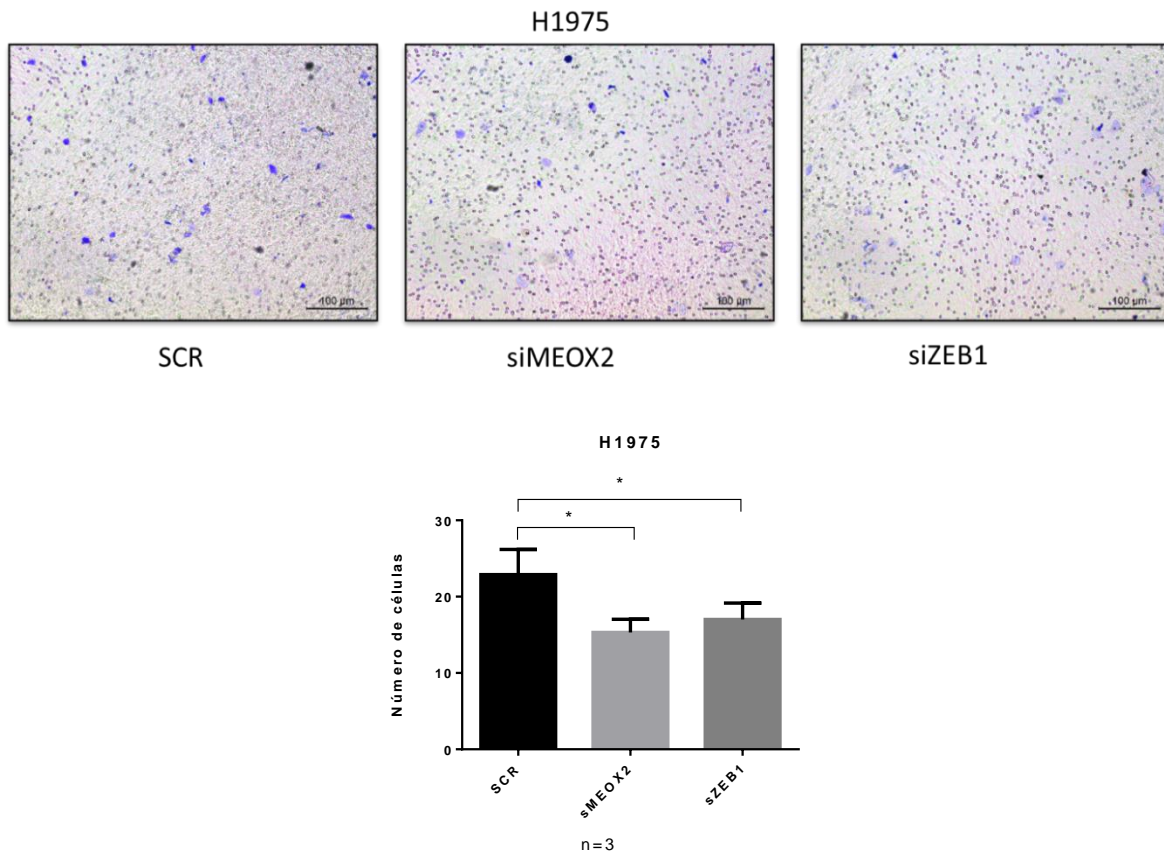 H1975
100 µm
100 µm
100 µm
SCR
siMEOX2
siZEB1
H1975
*
*
Número de células
30
20
10
0
SCR
sMEOX2
sZEB1
n=3